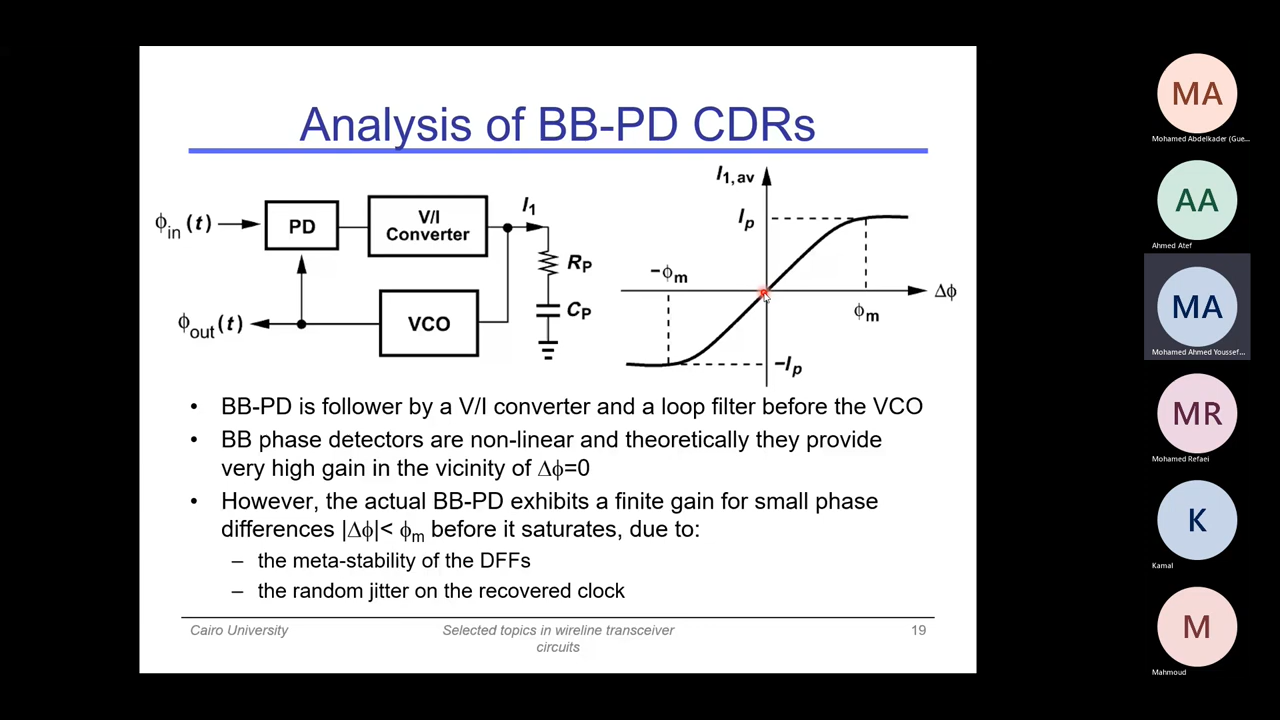 Analysis of BB-PD CDRs
ϕin (t)
PD
V/I
Converter
I1
RP
CP
VCO
ϕout(t)
I1, av
Ip
−ϕm
Δϕ
ϕm
−Ip
• BB-PD is follower by a V/I converter and a loop filter before the VCO
• BB phase detectors are non-linear and theoretically they provide
very high gain in the vicinity of Δϕ=0
• However, the actual BB-PD exhibits a finite gain for small phase
differences |Δϕ|< ϕm before it saturates, due to:
– the meta-stability of the DFFs
– the random jitter on the recovered clock
Cairo University
Selected topics in wireline transceiver
circuits
19
MA
Mohamed Abdelkader (Gue...
AA
Ahmed Atef
MA
Mohamed Ahmed Youssef...
MR
Mohamed Refaei
K
Kamal
M
Mahmoud